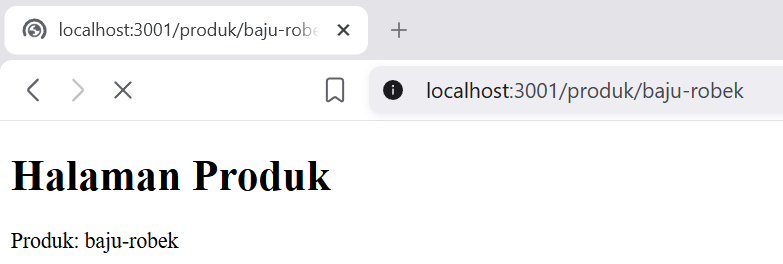 localhost:3001/produk/baju-robe
localhost:3001/produk/baju-robek
Halaman Produk
Produk: baju-robek